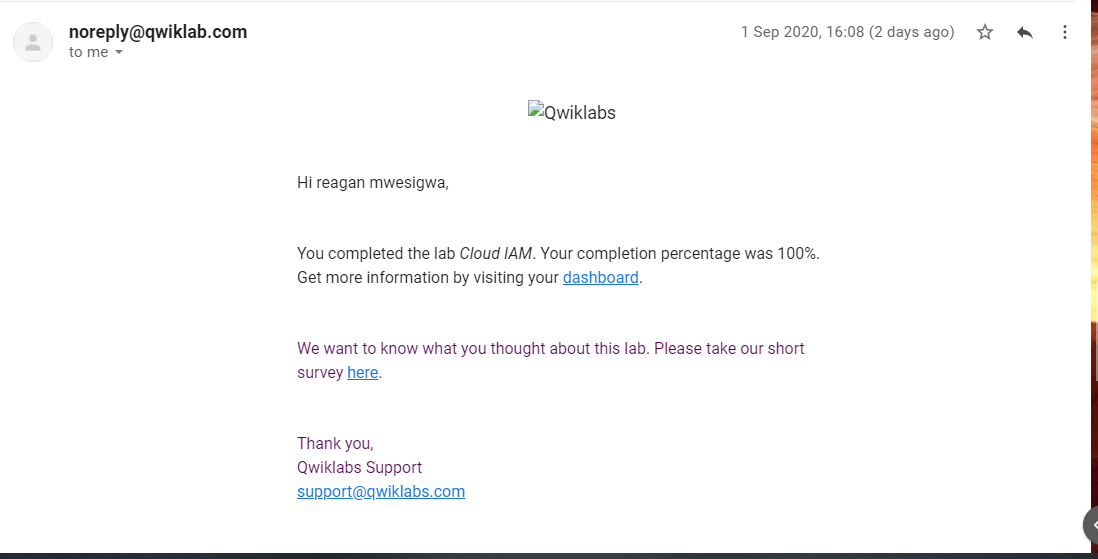 noreply@qwiklab.com
1 Sep 2020, 16:08 (2 days ago)
to me
Qwiklabs
Hi reagan mwesigwa,
You completed the lab Cloud IAM. Your completion percentage was 100%.
Get more information by visiting your dashboard.
We want to know what you thought about this lab. Please take our short
survey here.
Thank you,
Qwiklabs Support
support@qwiklabs.com